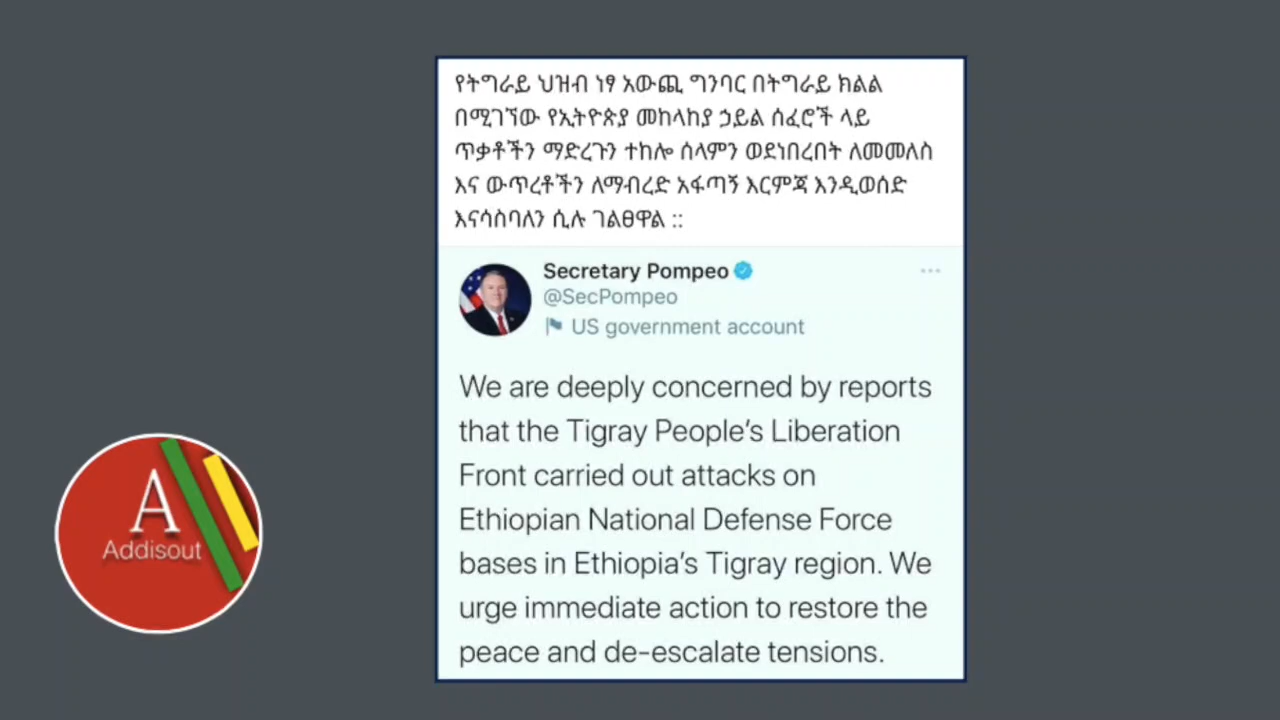 የትግራይ ህዝብ ነፃ አውጪ ግንባር በትግራይ ክልል
በሚገኘው የኢትዮጵያ መከላከያ ኃይል ሰፈሮች ላይ
ጥቃቶችን ማድረጉን ተከሎ ሰላምን ወደነበረበት ለመመለስ
እና ውጥረቶችን ለማብረድ አፋጣኝ እርምጃ እንዲወሰድ
እናሳስባለን ሲሉ ገልፀዋል ::
Secretary Pompeo
@SecPompeo
US government account
We are deeply concerned by reports
that the Tigray People's Liberation
Front carried out attacks on
Ethiopian National Defense Force
bases in Ethiopia's Tigray region. We
urge immediate action to restore the
peace and de-escalate tensions.
A
Addisout